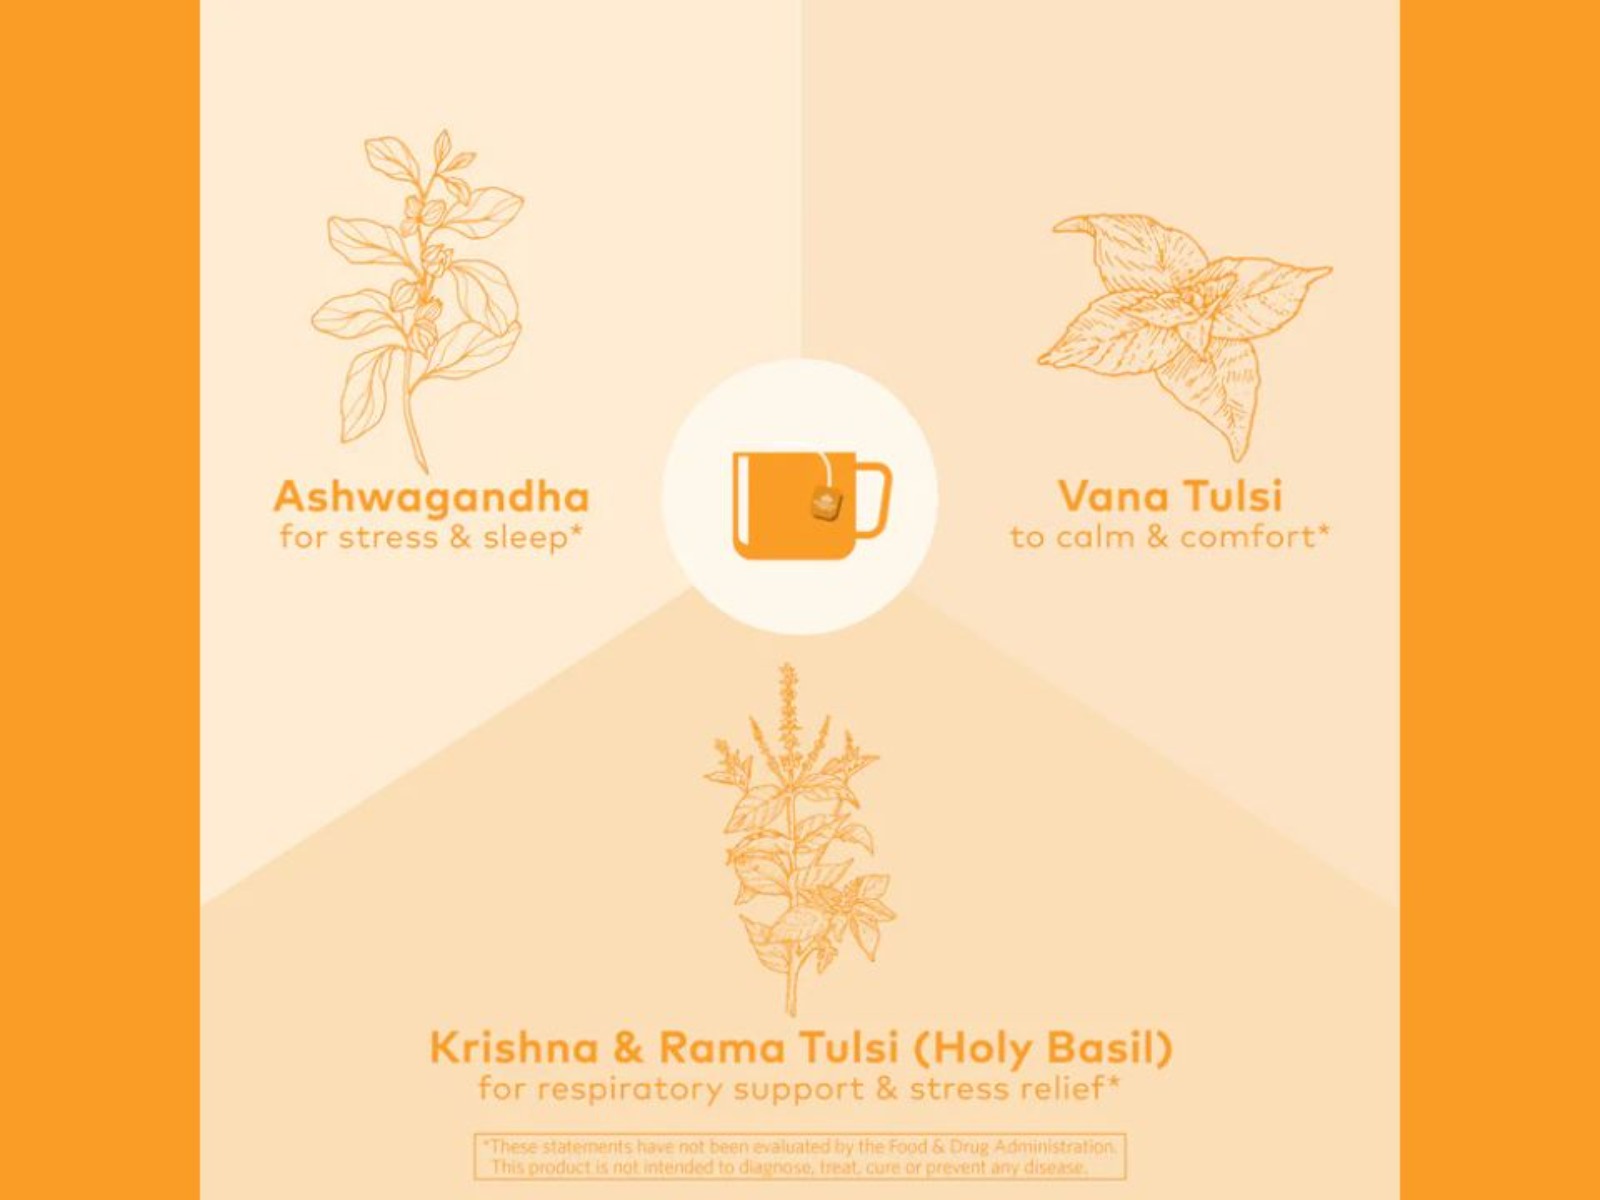 Ashwagandha
for stress & sleep*
Vana Tulsi
to calm & comfort*
Krishna & Rama Tulsi (Holy Basil)
for respiratory support & stress relief*
*These statements have not been evaluated by the Food & Drug Administration.
This product is not intended to diagnose, treat, cure or prevent any disease.